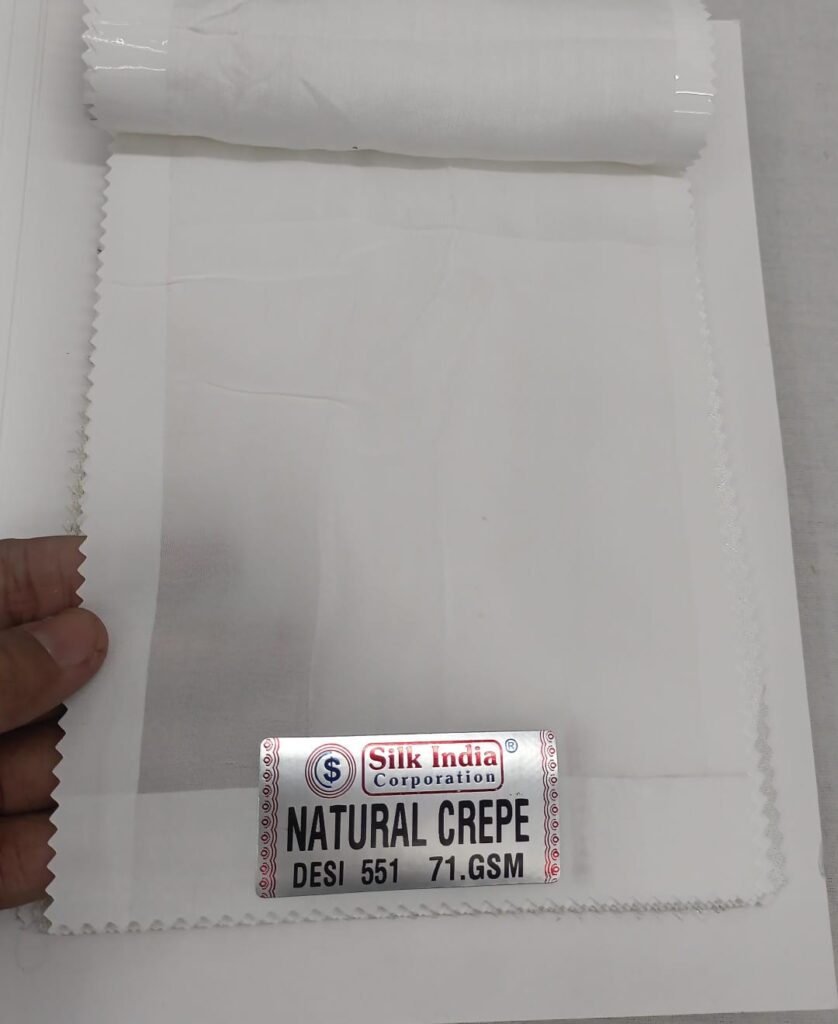 $ Silk India ®
Corporation
NATURAL CREPE
DESI 551 71.GSM